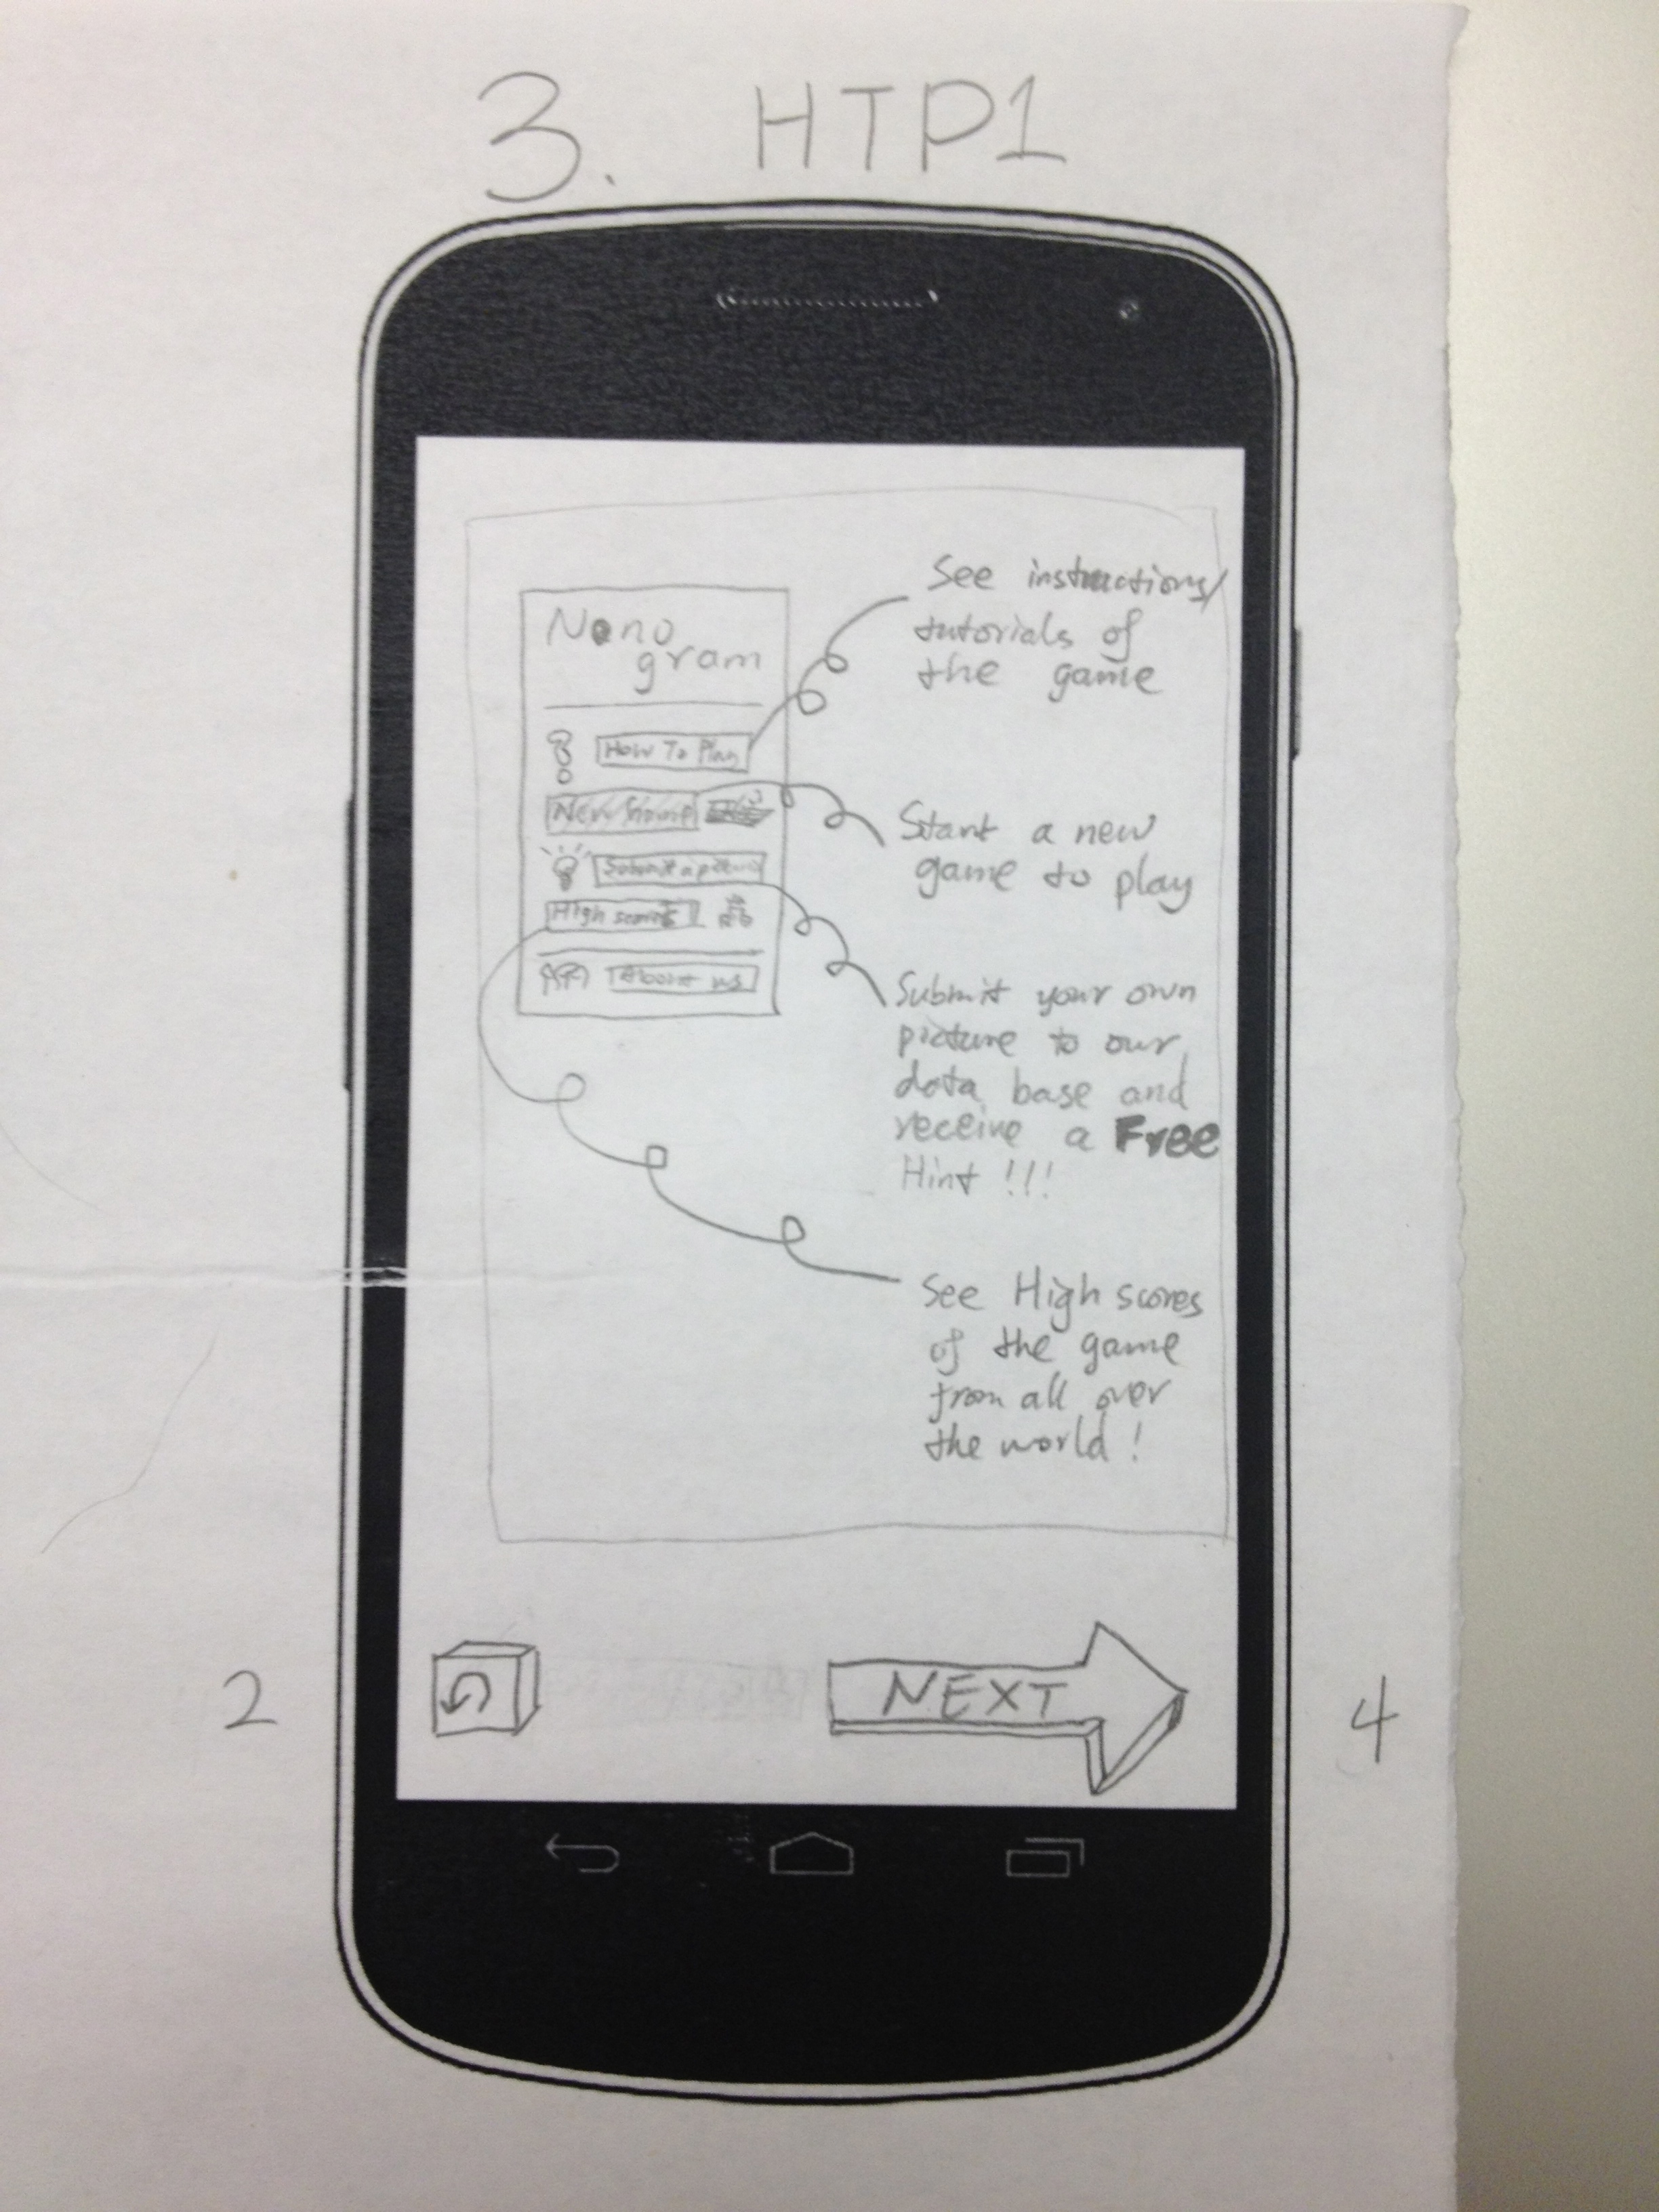 3. HTP1
Nono
gram
How To Play
New Game
Submit a picture
High scores
About us
See instructions/
tutorials of
the game
Start a new
game to play
Submit your own
picture to our
data base and
receive a Free
Hint !!!
See High scores
of the game
from all over
the world !
2
NEXT
4